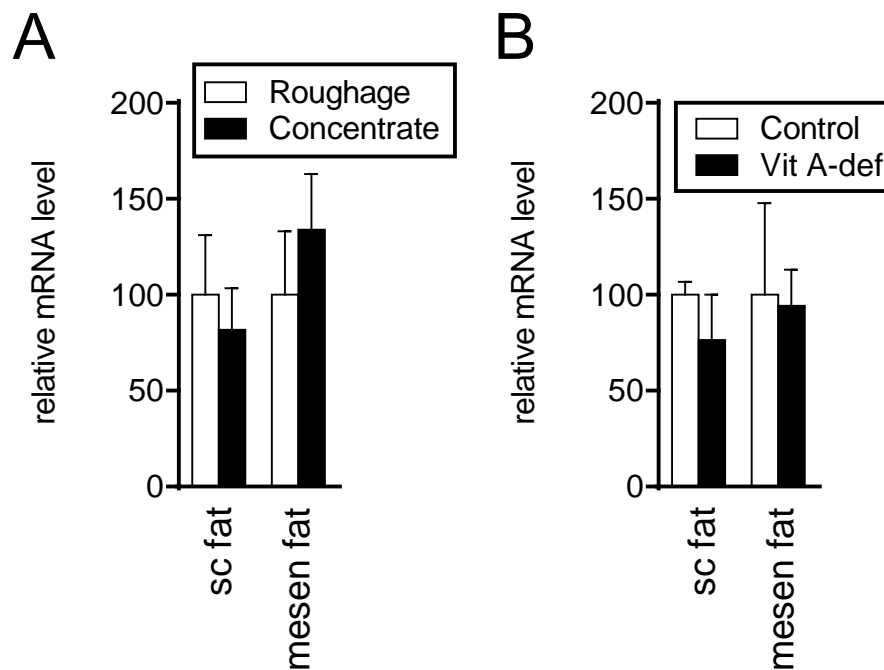 A
relative mRNA level
200
150
100
50
0
Roughage
Concentrate
sc fat
mesen fat
B
relative mRNA level
200
150
100
50
0
Control
Vit A-def
sc fat
mesen fat